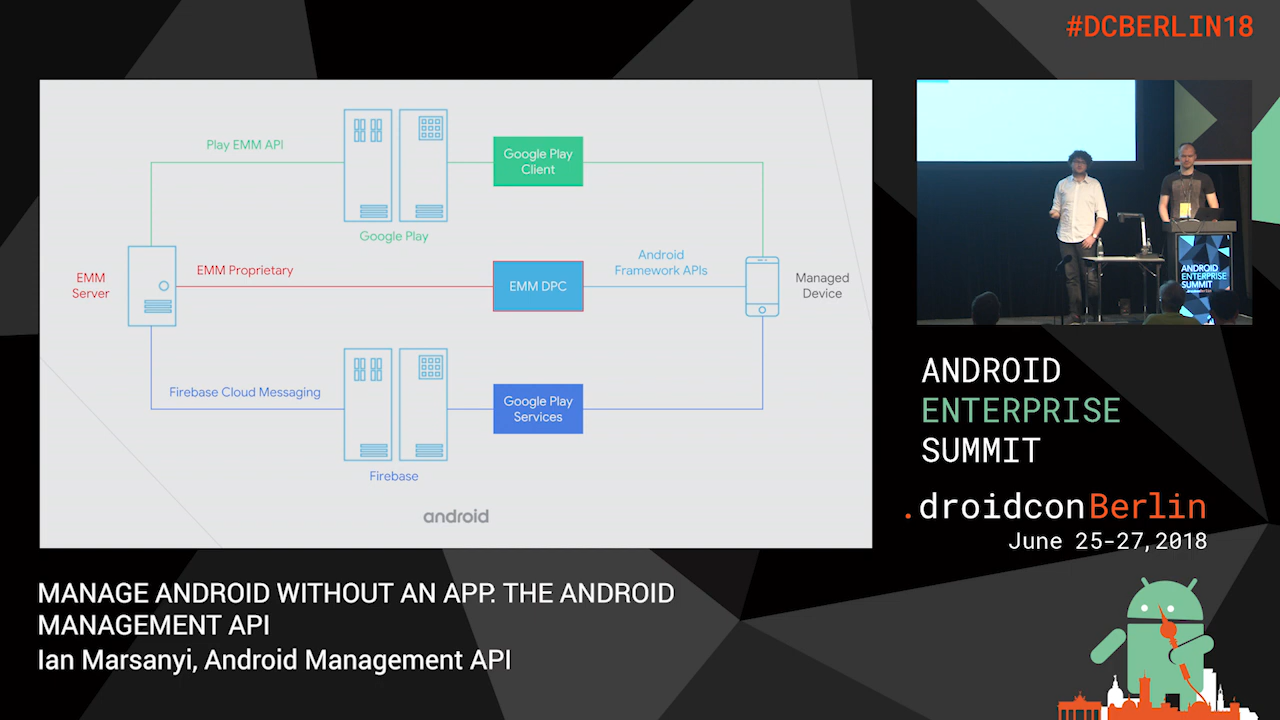 #DCBERLIN18
Play EMM API
Google Play
Client
Google Play
EMM
Server
EMM Proprietary
EMM DPC
Android
Framework APIs
Managed
Device
Firebase Cloud Messaging
Google Play
Services
Firebase
android
ANDROID
ENTERPRISE
SUMMIT
ANDROID
ENTERPRISE
SUMMIT
.droidconBerlin
June 25-27, 2018
MANAGE ANDROID WITHOUT AN APP: THE ANDROID
MANAGEMENT API
Ian Marsanyi, Android Management API